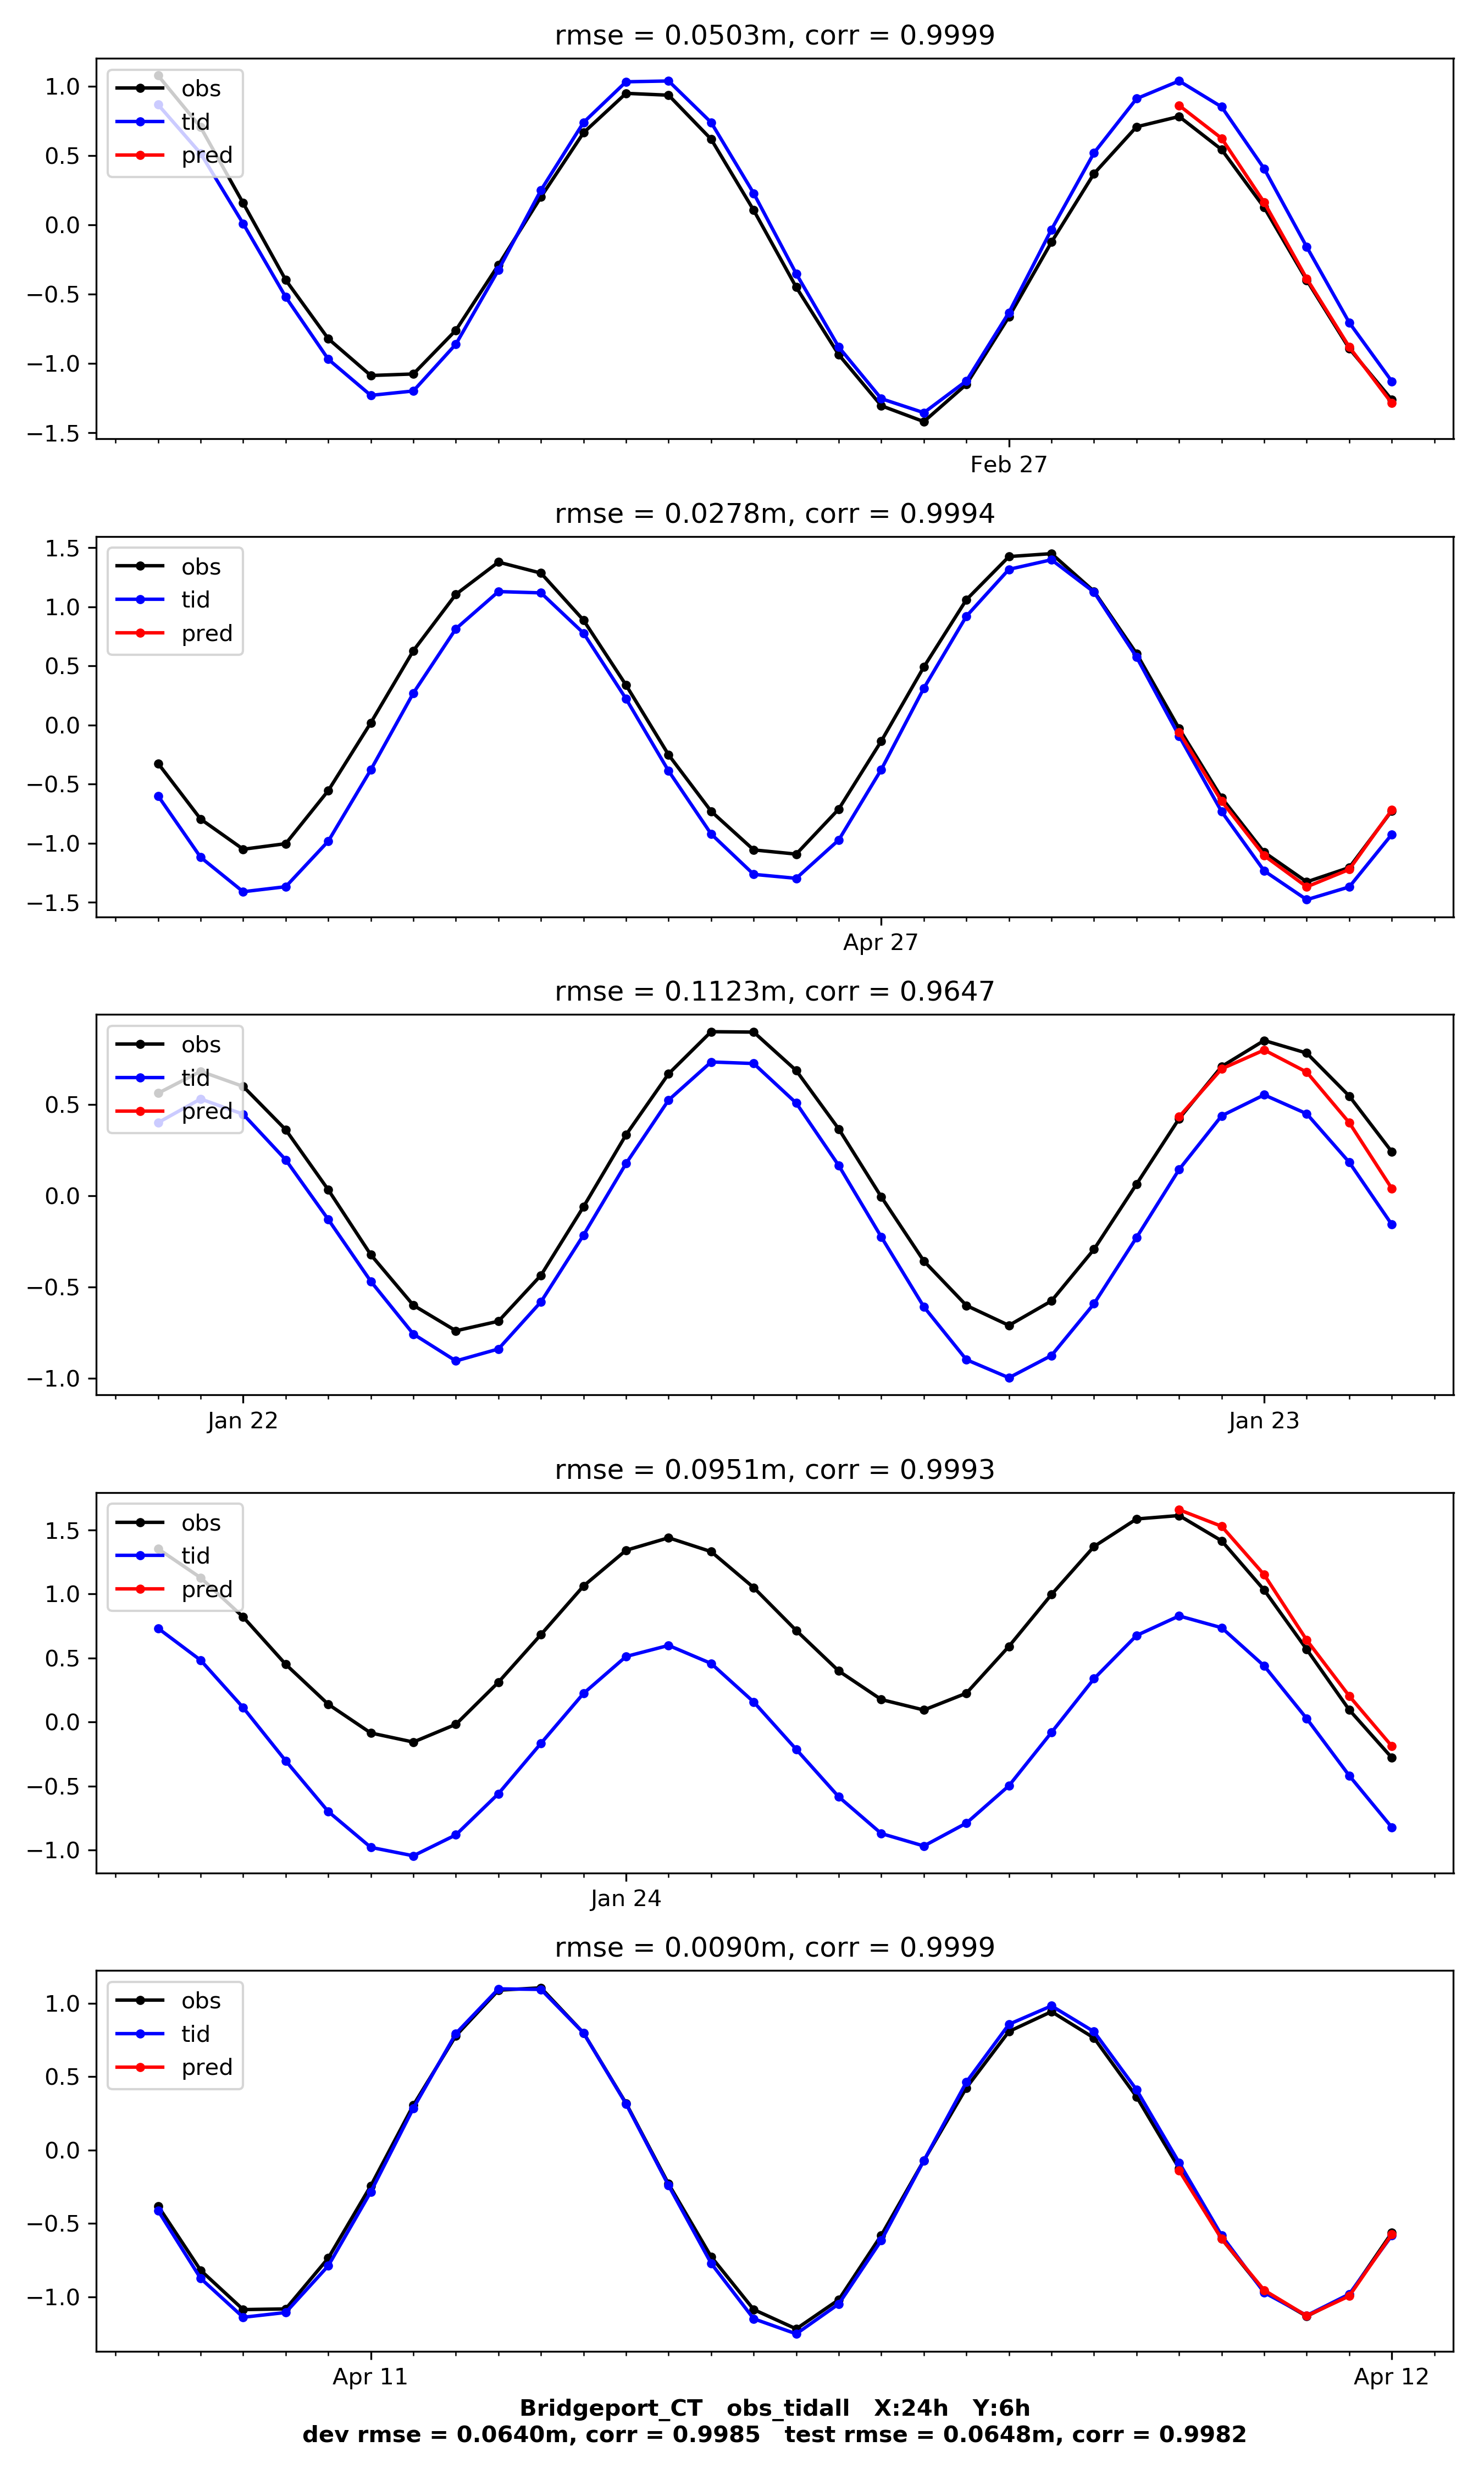 rmse = 0.0503m, corr = 0.9999
1.0
0.5
0.0
−0.5
−1.0
−1.5
obs
tid
pred
Feb 27
rmse = 0.0278m, corr = 0.9994
1.5
1.0
0.5
0.0
−0.5
−1.0
−1.5
obs
tid
pred
Apr 27
rmse = 0.1123m, corr = 0.9647
0.5
0.0
−0.5
−1.0
obs
tid
pred
Jan 22
Jan 23
rmse = 0.0951m, corr = 0.9993
1.5
1.0
0.5
0.0
−0.5
−1.0
obs
tid
pred
Jan 24
rmse = 0.0090m, corr = 0.9999
1.0
0.5
0.0
−0.5
−1.0
obs
tid
pred
Apr 11
Apr 12
Bridgeport_CT obs_tidall X:24h Y:6h
dev rmse = 0.0640m, corr = 0.9985 test rmse = 0.0648m, corr = 0.9982